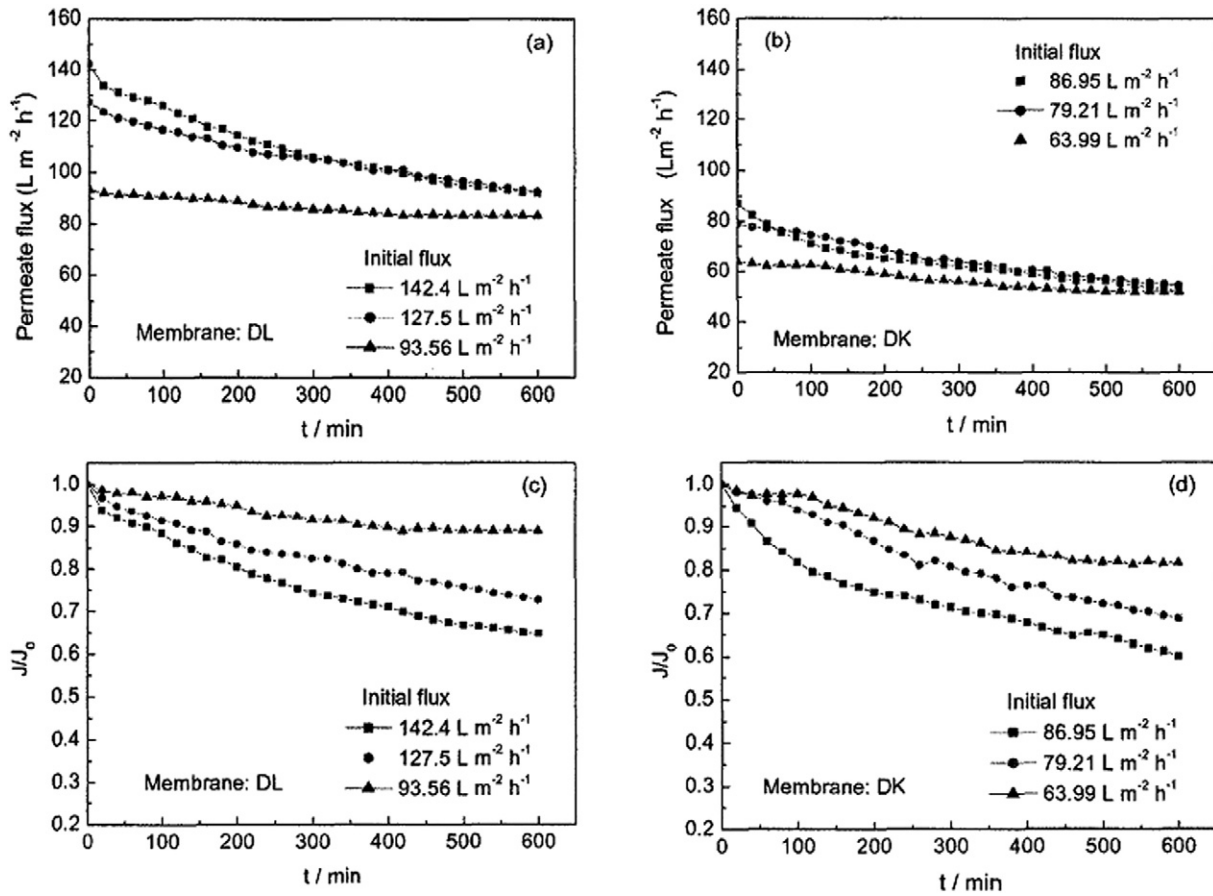 (a)
Permeate flux (L m⁻² h⁻¹)
160
140
120
100
80
60
40
20
Initial flux
142.4 L m⁻² h⁻¹
127.5 L m⁻² h⁻¹
93.56 L m⁻² h⁻¹
Membrane: DL
0 100 200 300 400 500 600
t / min
(b)
Permeate flux (Lm⁻² h⁻¹)
160
140
120
100
80
60
40
20
Initial flux
86.95 L m⁻² h⁻¹
79.21 L m⁻² h⁻¹
63.99 L m⁻² h⁻¹
Membrane: DK
0 100 200 300 400 500 600
t / min
(c)
J/J₀
1.0
0.9
0.8
0.7
0.6
0.5
0.4
0.3
0.2
Initial flux
142.4 L m⁻² h⁻¹
127.5 L m⁻² h⁻¹
93.56 L m⁻² h⁻¹
Membrane: DL
0 100 200 300 400 500 600
t / min
(d)
J/J₀
1.0
0.9
0.8
0.7
0.6
0.5
0.4
0.3
0.2
Initial flux
86.95 L m⁻² h⁻¹
79.21 L m⁻² h⁻¹
63.99 L m⁻² h⁻¹
Membrane: DK
0 100 200 300 400 500 600
t / min